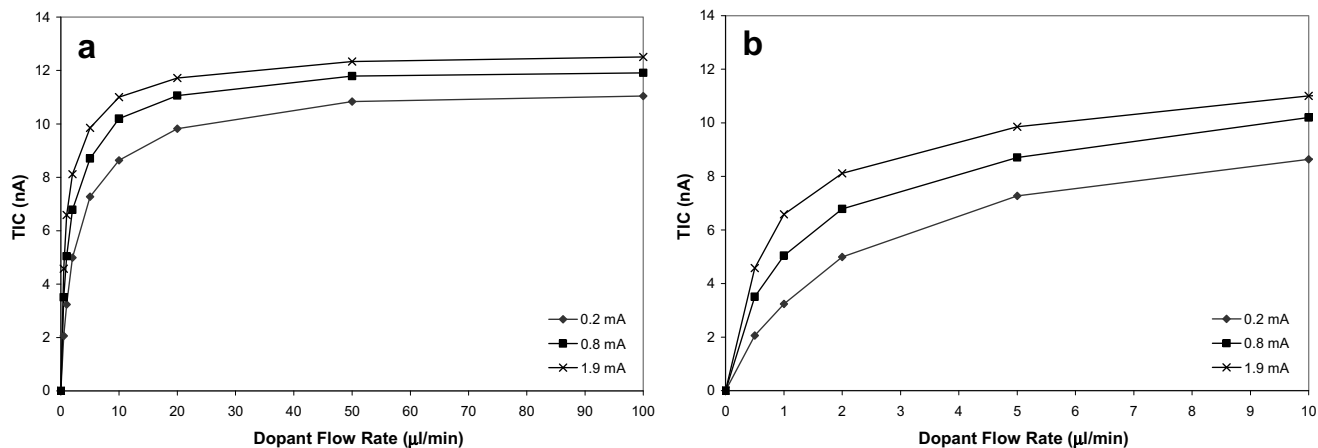 a
14
12
10
8
6
4
2
0
TIC (nA)
0.2 mA
0.8 mA
1.9 mA
0 10 20 30 40 50 60 70 80 90 100
Dopant Flow Rate (μl/min)
b
14
12
10
8
6
4
2
0
TIC (nA)
0.2 mA
0.8 mA
1.9 mA
0 1 2 3 4 5 6 7 8 9 10
Dopant Flow Rate (μl/min)